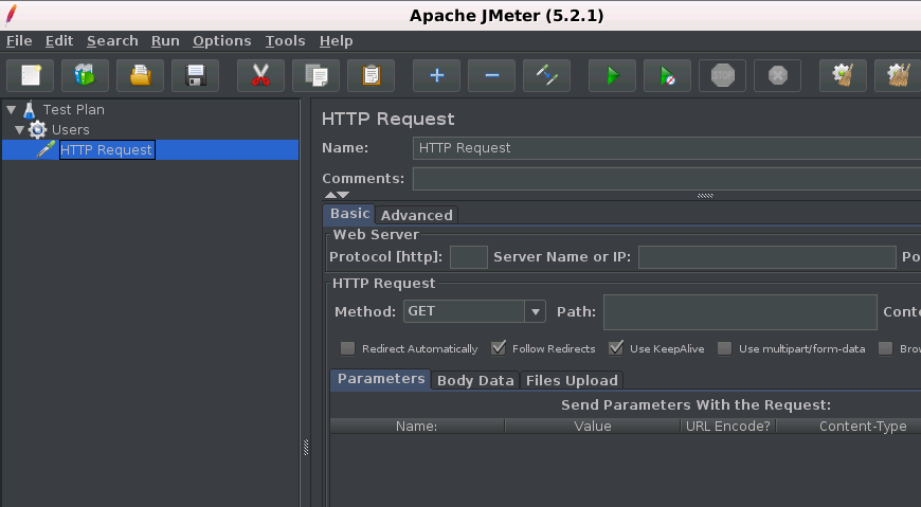 Apache JMeter (5.2.1)
File Edit Search Run Options Tools Help
STOP
Test Plan
Users
HTTP Request
HTTP Request
Name: HTTP Request
Comments:
Basic Advanced
Web Server
Protocol [http]: Server Name or IP: Po
HTTP Request
Method: GET Path: Conte
Redirect Automatically Follow Redirects Use KeepAlive Use multipart/form-data Brow
Parameters Body Data Files Upload
Send Parameters With the Request:
Name: Value URL Encode? Content-Type